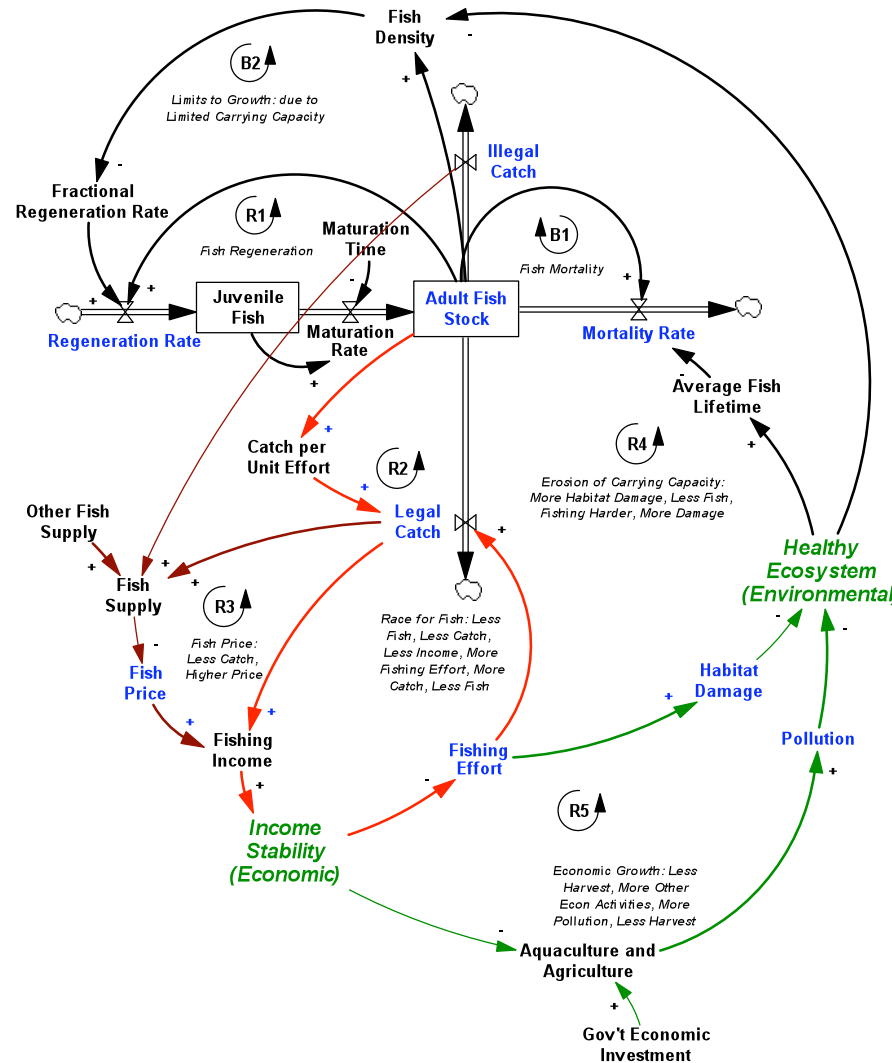 Fish
Density
-
+
B2
Limits to Growth: due to
Limited Carrying Capacity
Illegal
Catch
-
Fractional
Regeneration Rate
R1
Fish Regeneration
Maturation
Time
B1
Fish Mortality
+
-
+
+
Juvenile
Fish
Adult Fish
Stock
Regeneration Rate
Maturation
Rate
+
Mortality Rate
-
Average Fish
Lifetime
+
+
Catch per
Unit Effort
R2
+
R4
Erosion of Carrying Capacity:
More Habitat Damage, Less Fish,
Fishing Harder, More Damage
Other Fish
Supply
Legal
Catch
+
+
+
+
Fish
Supply
Healthy
Ecosystem
(Environmental)
R3
Fish Price:
Less Catch,
Higher Price
Race for Fish: Less
Fish, Less Catch,
Less Income, More
Fishing Effort, More
Catch, Less Fish
-
-
-
Fish
Price
+
+
Habitat
Damage
+
Fishing
Income
+
Fishing
Effort
-
Pollution
+
R5
Income
Stability
(Economic)
Economic Growth: Less
Harvest, More Other
Econ Activities, More
Pollution, Less Harvest
-
Aquaculture and
Agriculture
+
Gov't Economic
Investment